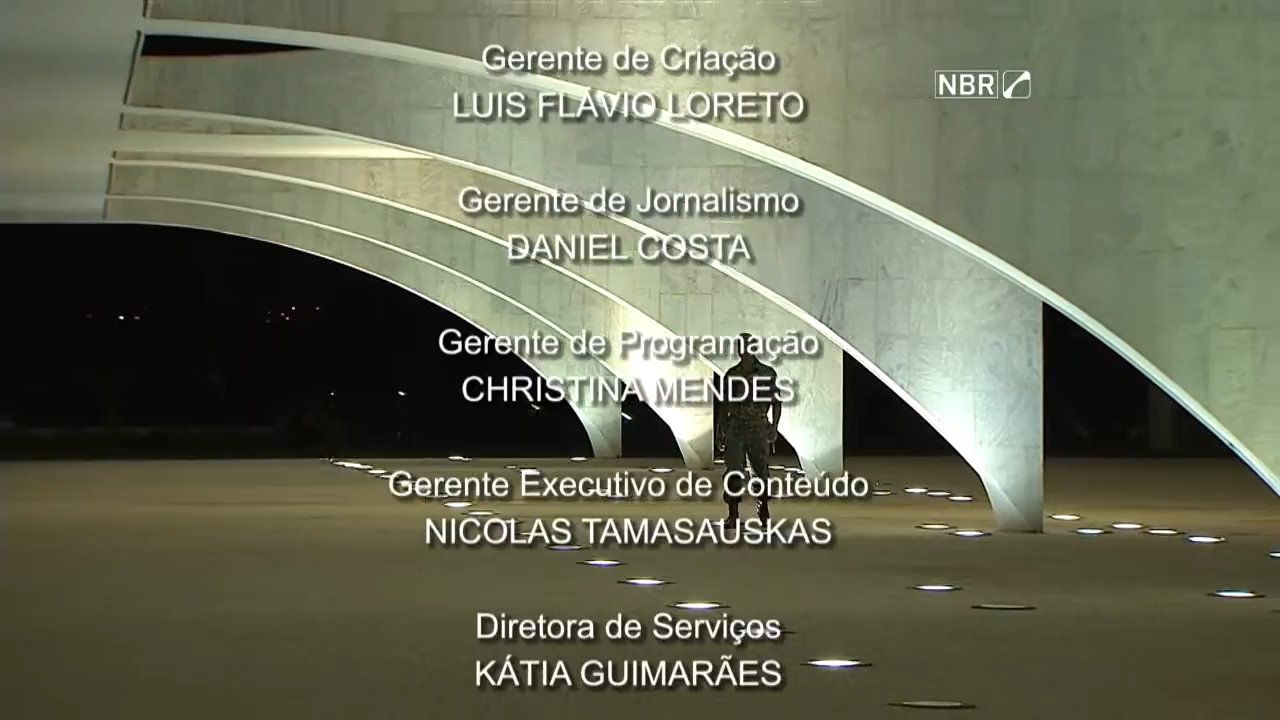 Gerente de Criação
NBR
LUIS FLÁVIO LORETO
Gerente de Jornalismo
DANIEL COSTA
Gerente de Programação
CHRISTINA MENDES
Gerente Executivo de Conteúdo
NICOLAS TAMASAUSKAS
Diretora de Serviços
KÁTIA GUIMARÃES